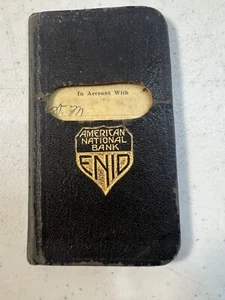 In Account With
AMERICAN
NATIONAL
BANK
ENID